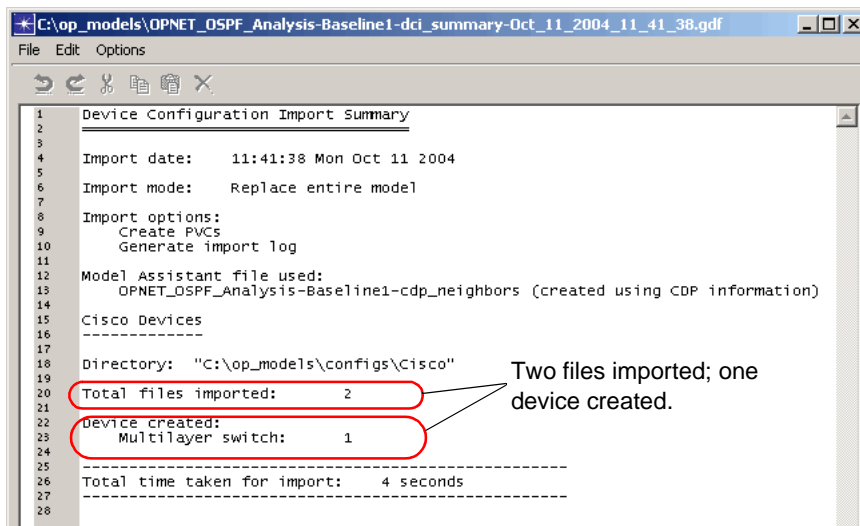 C:\op_models\OPNET_OSPF_Analysis-Baseline1-dci_summary-Oct_11_2004_11_41_38.gdf
File Edit Options
1 Device Configuration Import Summary
2
3
4 Import date: 11:41:38 Mon Oct 11 2004
5
6 Import mode: Replace entire model
7
8 Import options:
9 Create PVCs
10 Generate import log
11
12 Model Assistant file used:
13 OPNET_OSPF_Analysis-Baseline1-cdp_neighbors (created using CDP information)
14
15 Cisco Devices
16 -------------
17
18 Directory: "C:\op_models\configs\Cisco"
19
20 Total files imported: 2
21
22 Device created:
23 Multilayer switch: 1
24
25 ------------------------------------------------------
26 Total time taken for import: 4 seconds
27 ------------------------------------------------------
28
Two files imported; one
device created.